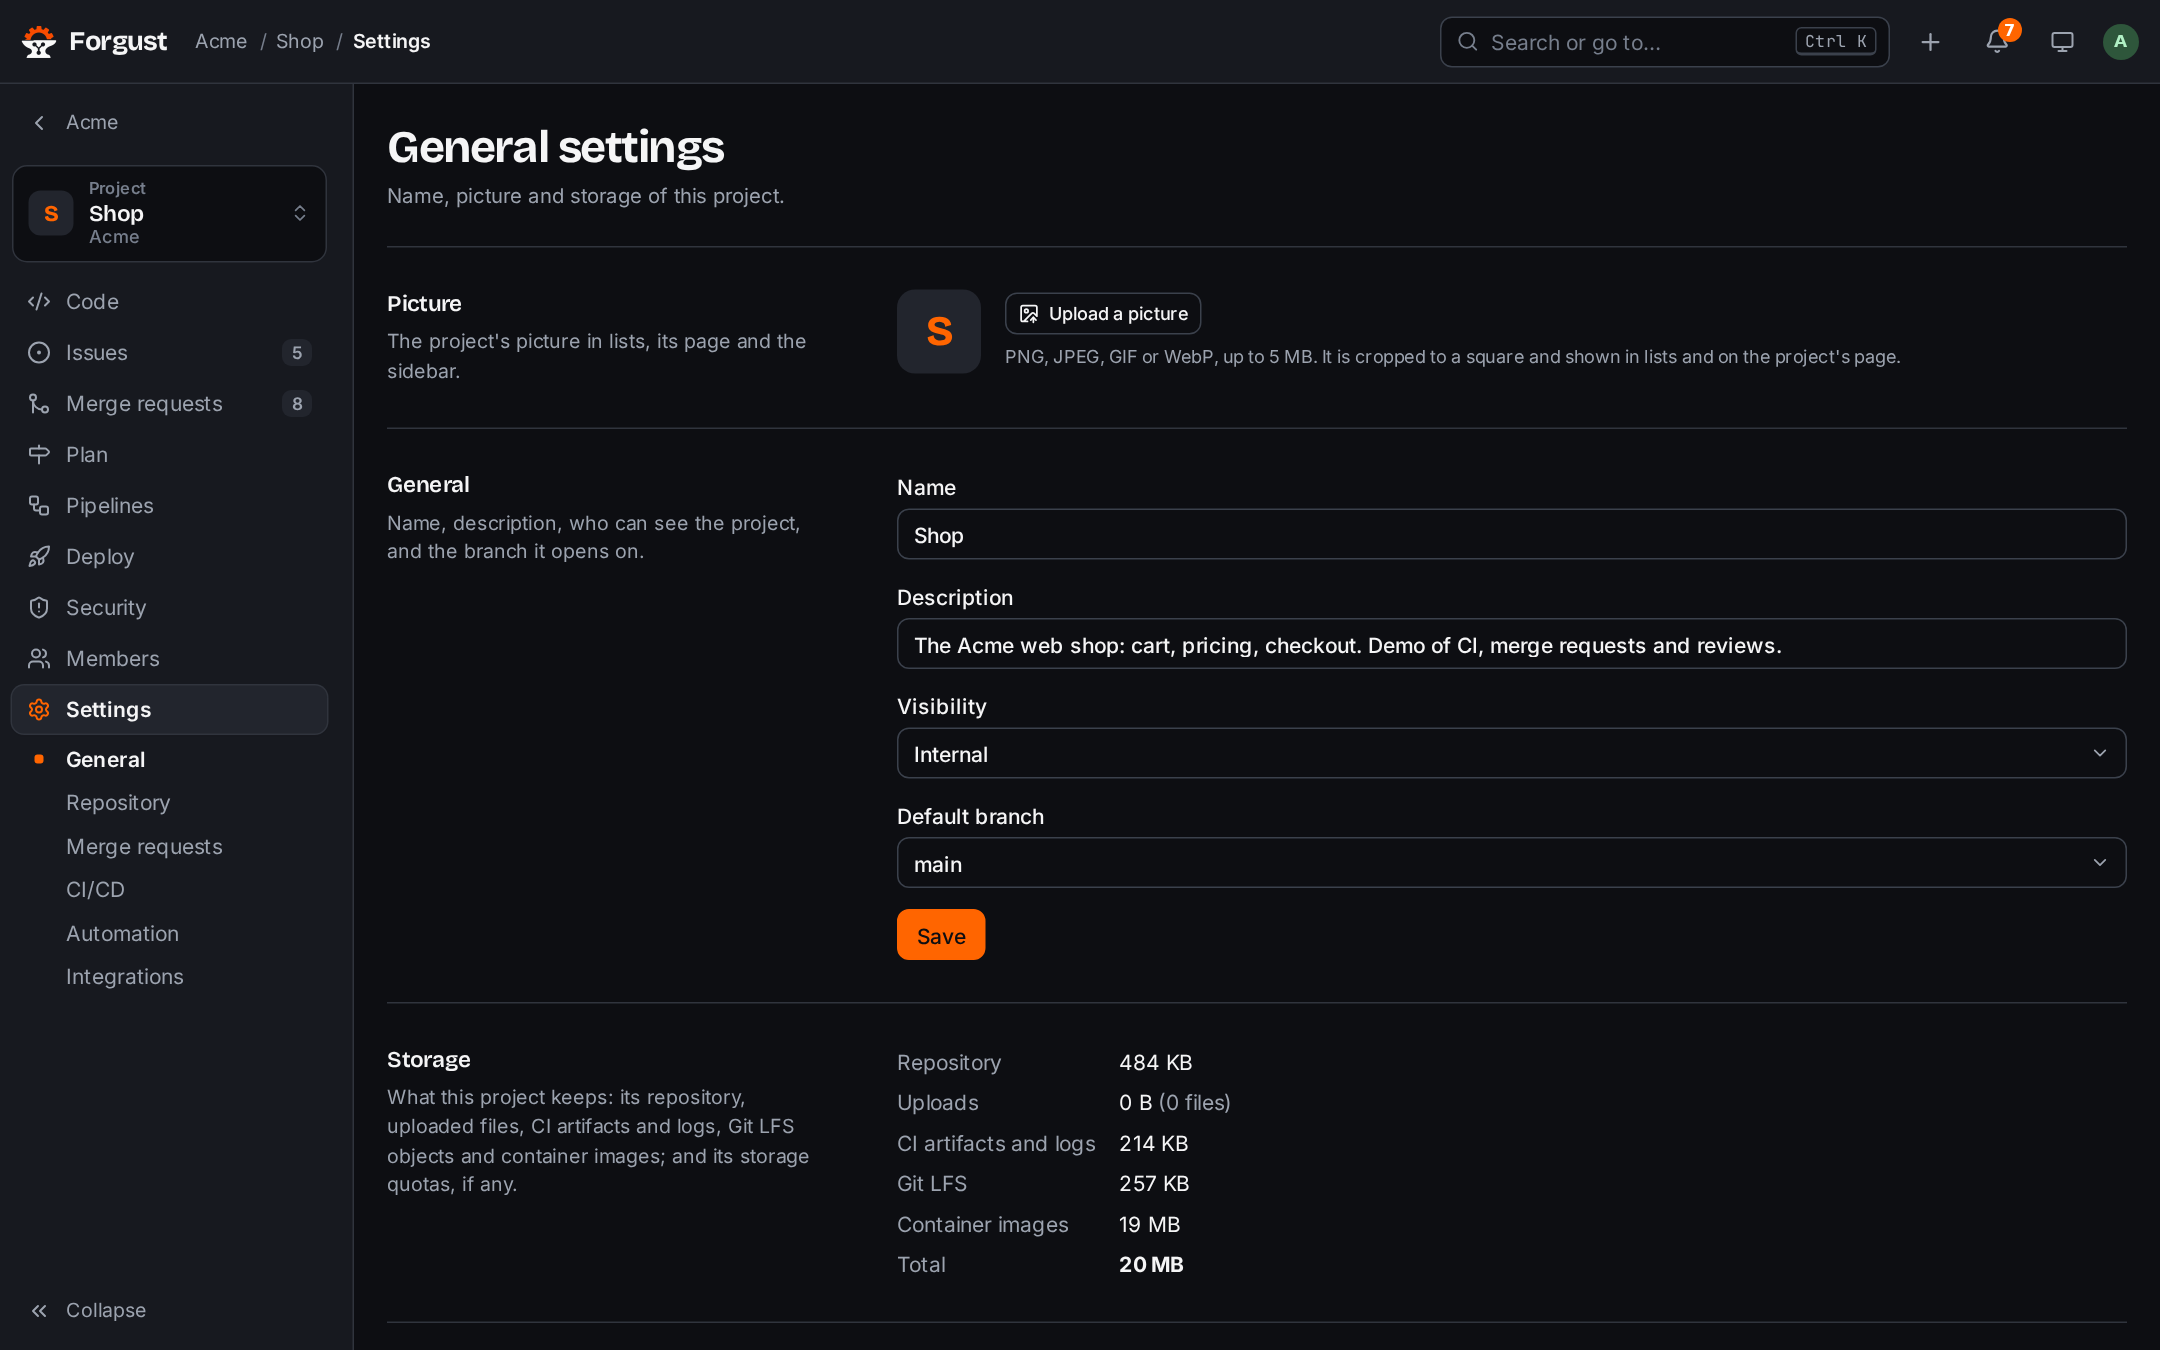 Forgust
Acme / Shop / Settings
Search or go to...
Ctrl K
7
A
Acme
S
Project
Shop
Acme
Code
Issues 5
Merge requests 8
Plan
Pipelines
Deploy
Security
Members
Settings
General
Repository
Merge requests
CI/CD
Automation
Integrations
Collapse
General settings
Name, picture and storage of this project.
Picture
The project's picture in lists, its page and the
sidebar.
S
Upload a picture
PNG, JPEG, GIF or WebP, up to 5 MB. It is cropped to a square and shown in lists and on the project's page.
General
Name, description, who can see the project,
and the branch it opens on.
Name
Shop
Description
The Acme web shop: cart, pricing, checkout. Demo of CI, merge requests and reviews.
Visibility
Internal
Default branch
main
Save
Storage
What this project keeps: its repository,
uploaded files, CI artifacts and logs, Git LFS
objects and container images; and its storage
quotas, if any.
Repository 484 KB
Uploads 0 B (0 files)
CI artifacts and logs 214 KB
Git LFS 257 KB
Container images 19 MB
Total 20 MB